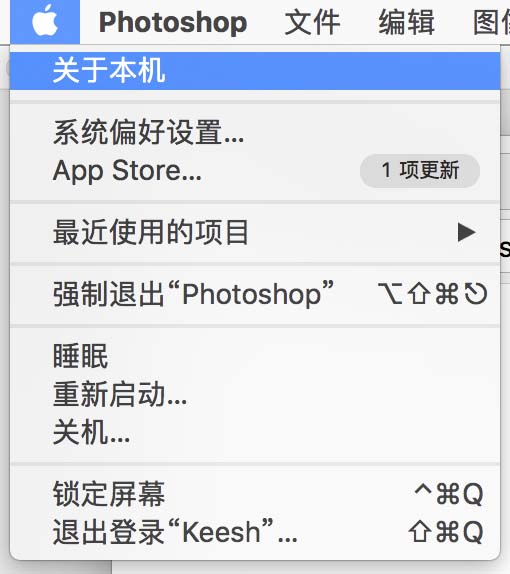 Photoshop 文件 编辑 图
关于本机
系统偏好设置...
App Store... 1 项更新
最近使用的项目 ▶
强制退出“Photoshop” ⌥⇧⌘⎋
睡眠
重新启动...
关机...
锁定屏幕 ^⌘Q
退出登录“Keesh”... ⇧⌘Q